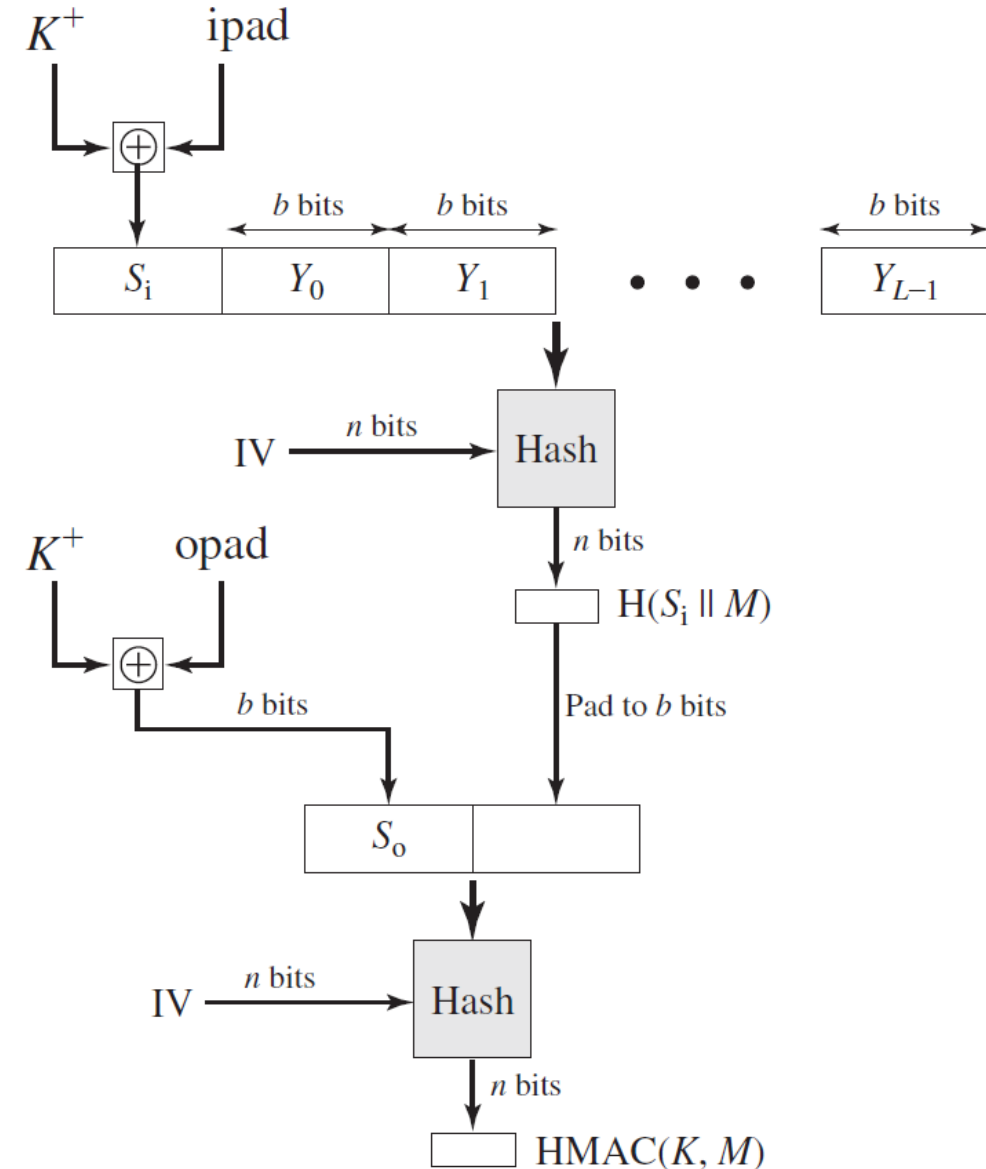 K⁺ ipad
⊕
b bits b bits b bits
Sᵢ Y₀ Y₁ • • • Y_{L−1}
n bits
IV Hash
n bits
K⁺ opad
H(Sᵢ || M)
⊕
b bits Pad to b bits
Sₒ
n bits
IV Hash
n bits
HMAC(K, M)